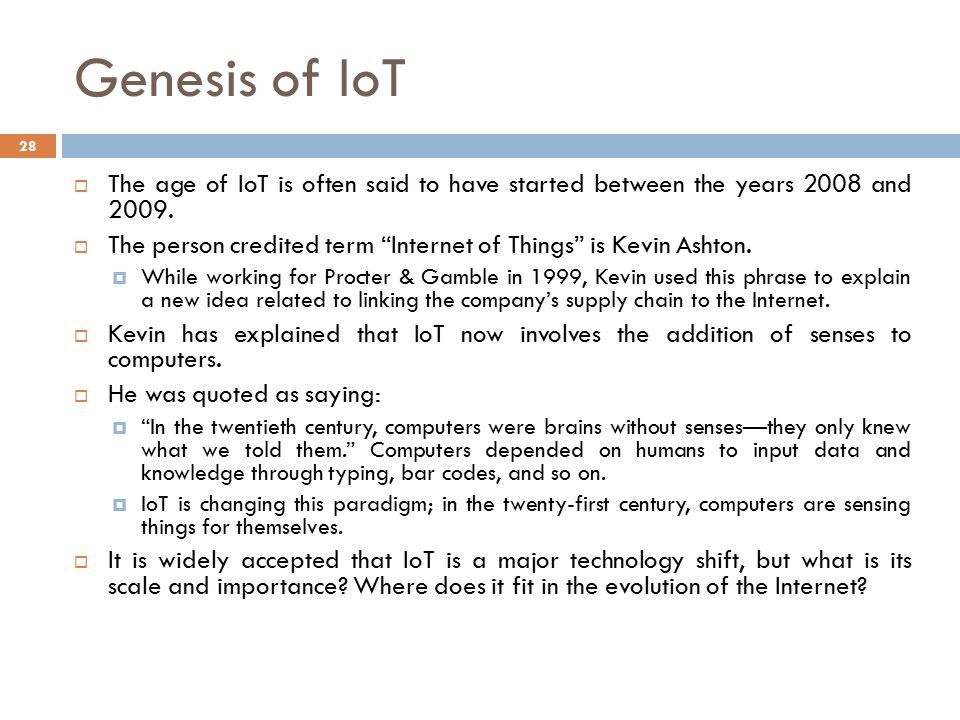 Genesis of IoT
28
The age of IoT is often said to have started between the years 2008 and
2009.
The person credited term “Internet of Things” is Kevin Ashton.
While working for Procter & Gamble in 1999, Kevin used this phrase to explain
a new idea related to linking the company’s supply chain to the Internet.
Kevin has explained that IoT now involves the addition of senses to
computers.
He was quoted as saying:
“In the twentieth century, computers were brains without senses—they only knew
what we told them.” Computers depended on humans to input data and
knowledge through typing, bar codes, and so on.
IoT is changing this paradigm; in the twenty-first century, computers are sensing
things for themselves.
It is widely accepted that IoT is a major technology shift, but what is its
scale and importance? Where does it fit in the evolution of the Internet?